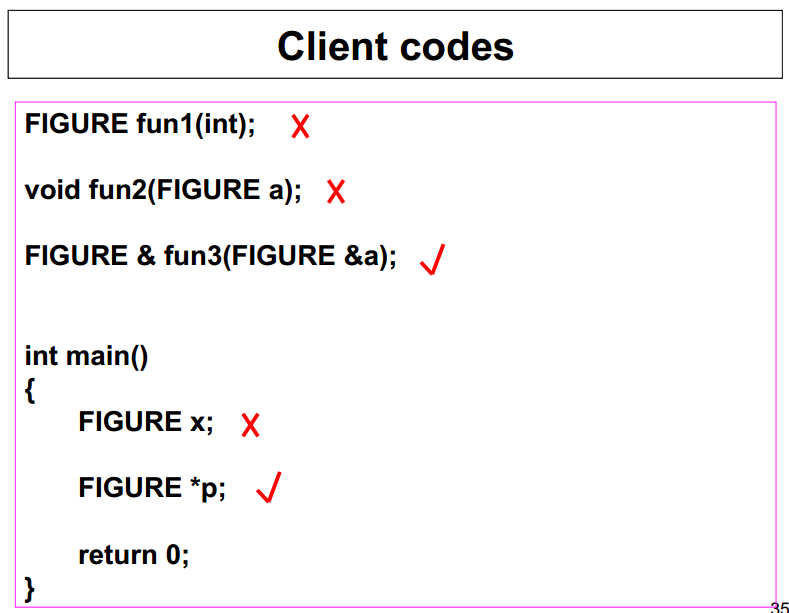 Client codes
FIGURE fun1(int);
void fun2(FIGURE a);
FIGURE & fun3(FIGURE &a);
int main()
{
FIGURE x;
FIGURE *p;
return 0;
}
35